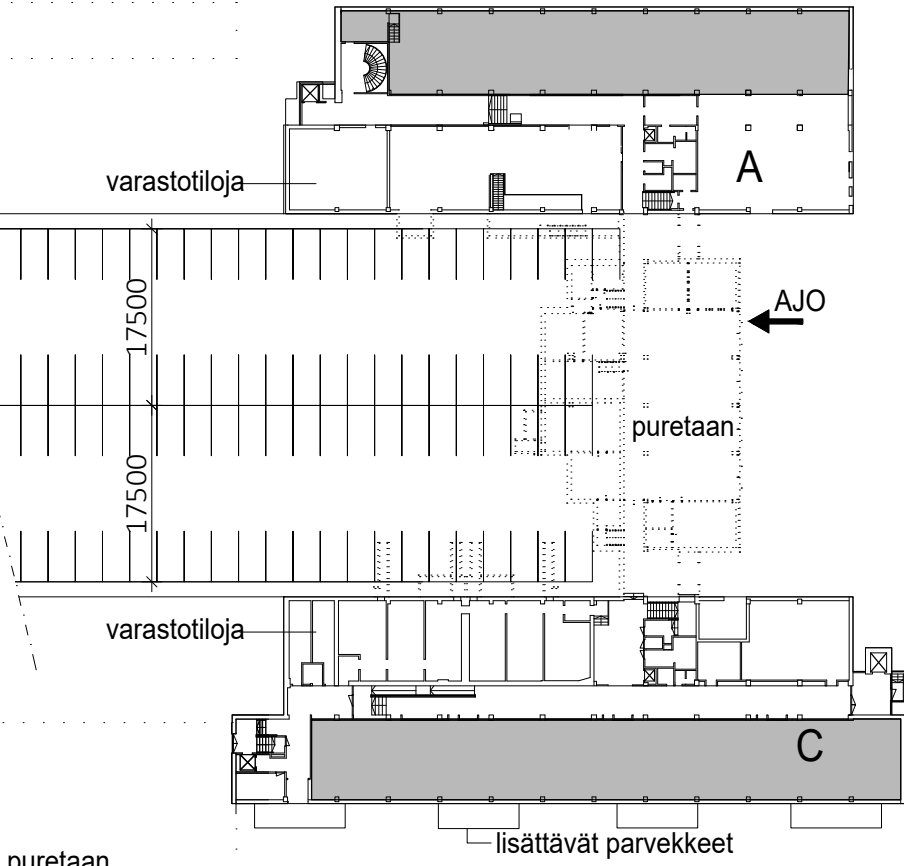 A
varastotiloja
17500
AJO
puretaan
17500
varastotiloja
C
lisättävät parvekkeet
puretaan